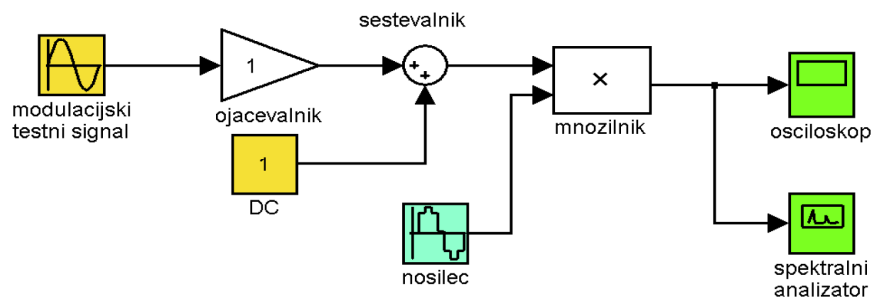 sestevalnik
1
+
+
×
modulacijski
testni signal
ojacevalnik
mnozilnik
osciloskop
1
DC
nosilec
spektralni
analizator